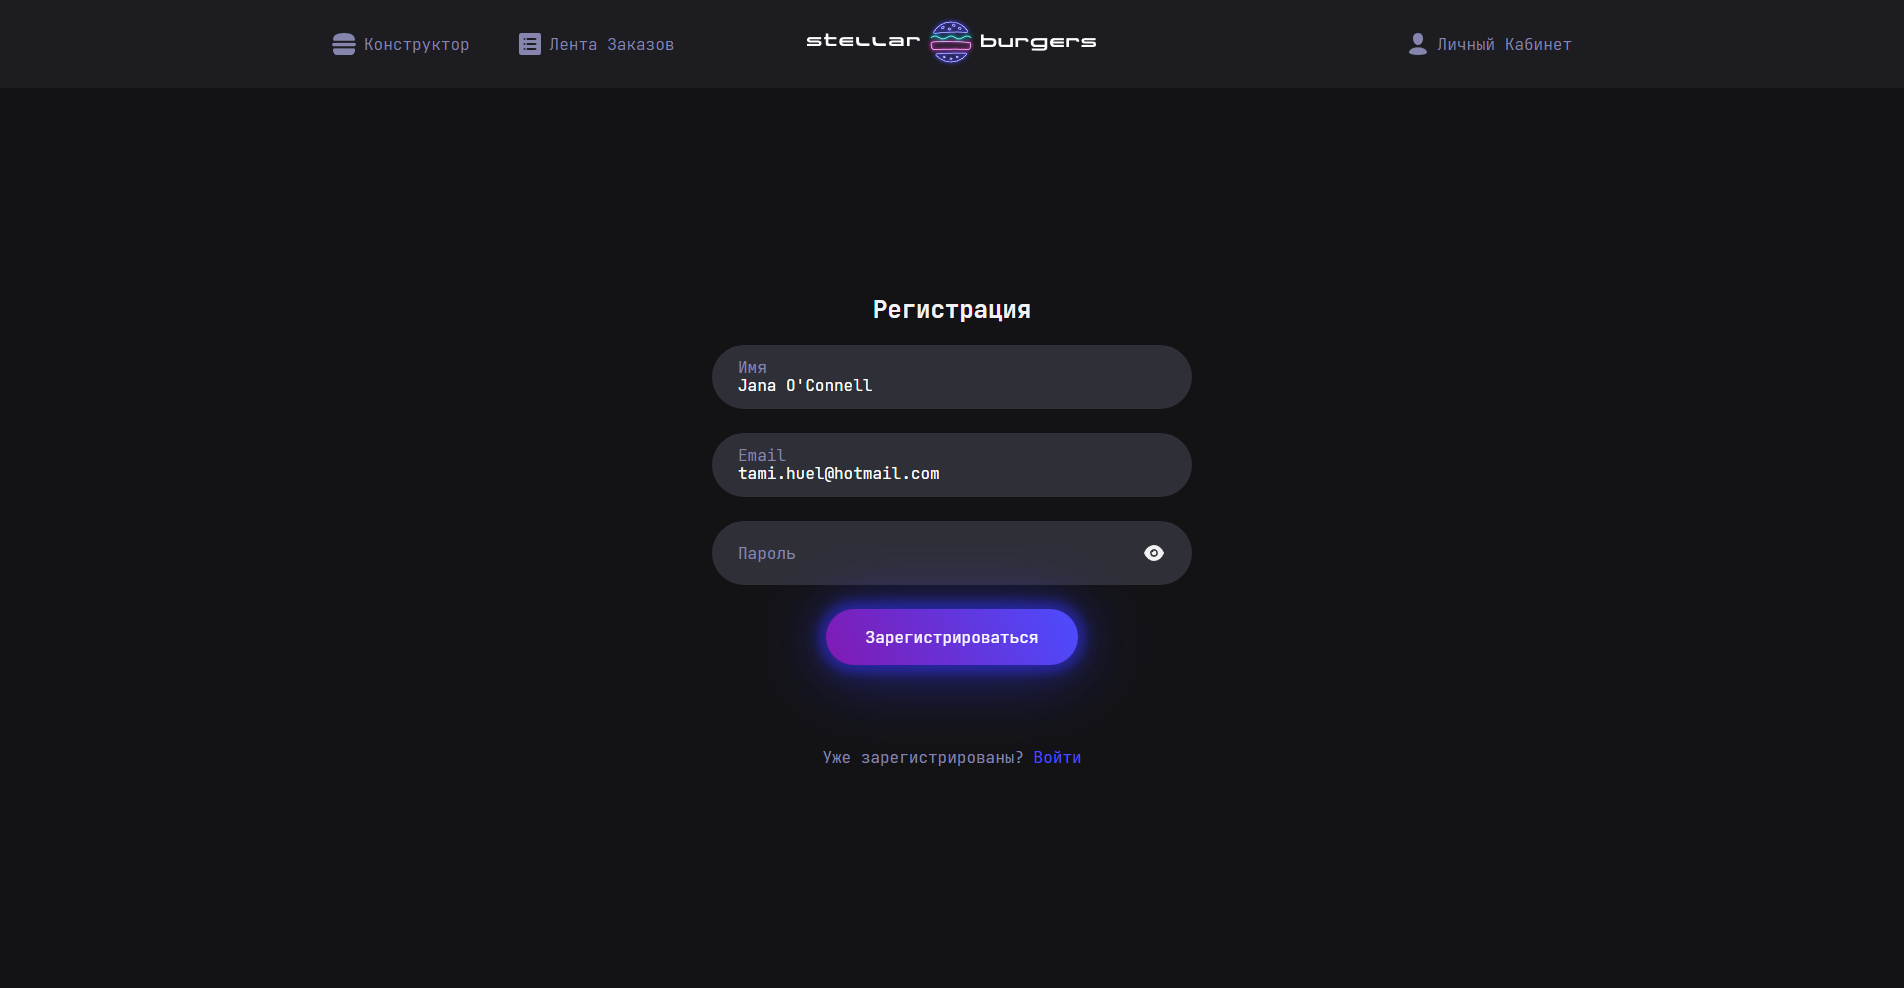 Конструктор
Лента Заказов
stellar burgers
Личный Кабинет
Регистрация
Имя
Jana O'Connell
Email
tami.huel@hotmail.com
Пароль
Зарегистрироваться
Уже зарегистрированы? Войти